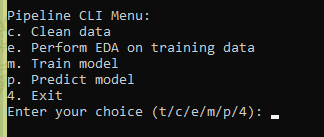 Pipeline CLI Menu:
c. Clean data
e. Perform EDA on training data
m. Train model
p. Predict model
4. Exit
Enter your choice (t/c/e/m/p/4):